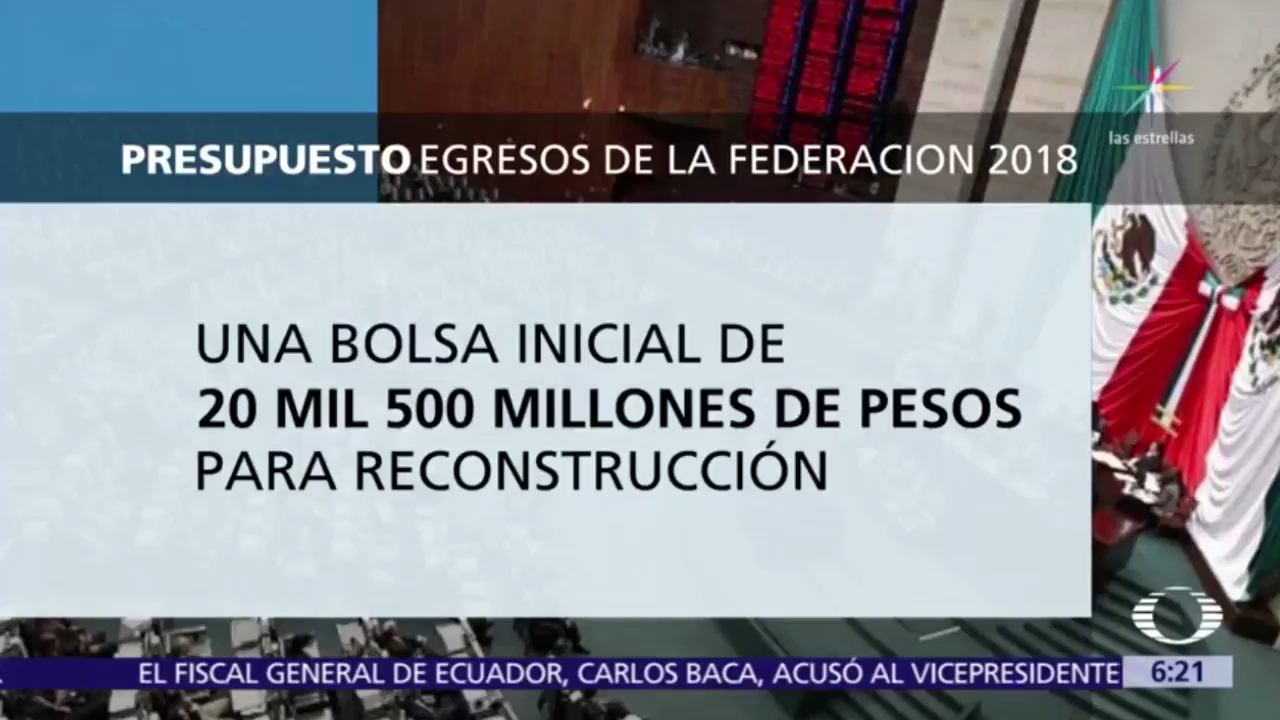 las estrellas
PRESUPUESTO EGRESOS DE LA FEDERACION 2018
UNA BOLSA INICIAL DE
20 MIL 500 MILLONES DE PESOS
PARA RECONSTRUCCIÓN
EL FISCAL GENERAL DE ECUADOR, CARLOS BACA, ACUSÓ AL VICEPRESIDENTE
6:21